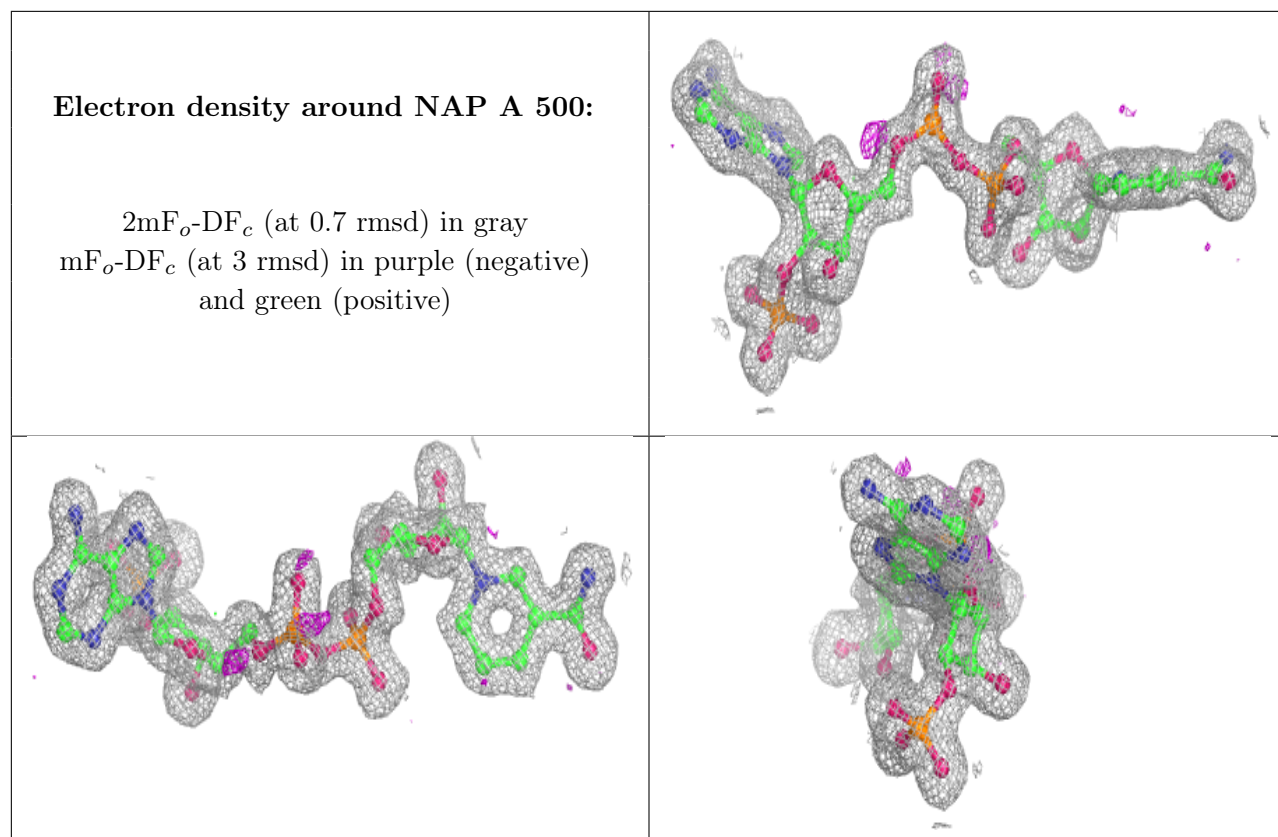 Electron density around NAP A 500:
2mFo-DFc (at 0.7 rmsd) in gray
mFo-DFc (at 3 rmsd) in purple (negative)
and green (positive)